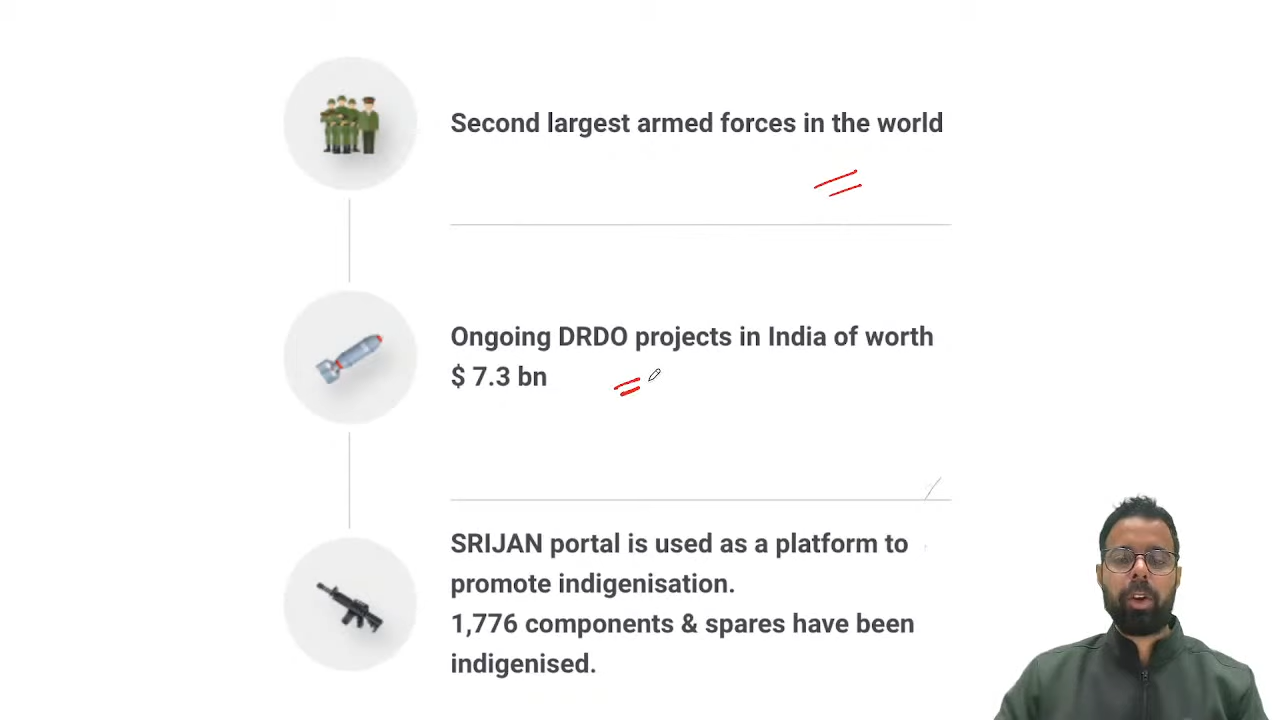 Second largest armed forces in the world
Ongoing DRDO projects in India of worth
$ 7.3 bn
SRIJAN portal is used as a platform to
promote indigenisation.
1,776 components & spares have been
indigenised.